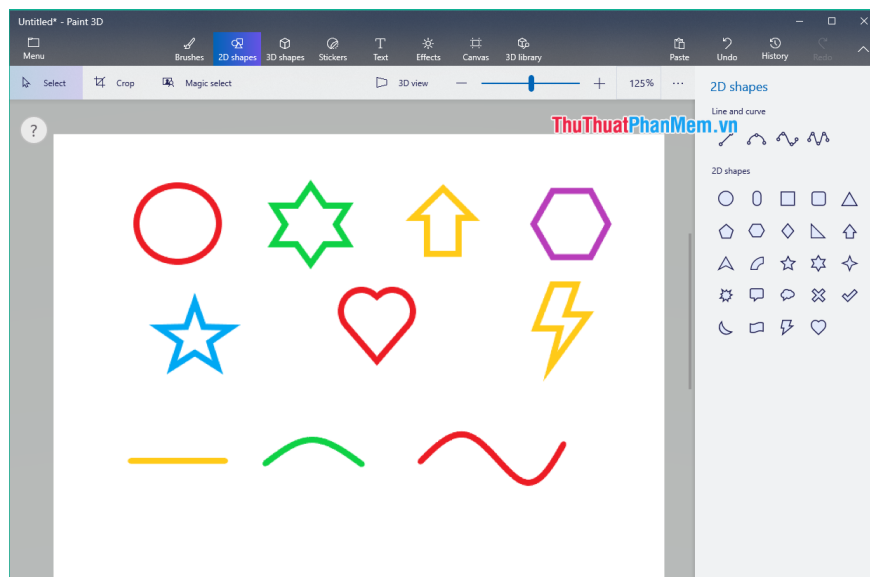 Untitled* - Paint 3D
Menu
Brushes
2D shapes
3D shapes
Stickers
Text
Effects
Canvas
3D library
Paste
Undo
History
Redo
Select
Crop
Magic select
3D view
125%
2D shapes
Line and curve
ThuThuatPhanMem.vn
?
2D shapes